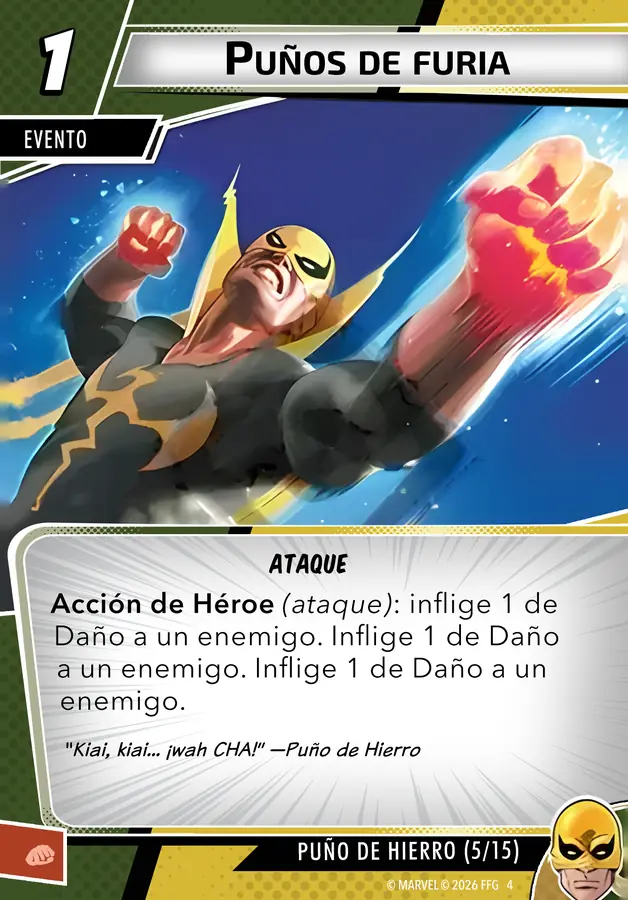 1
PUÑOS DE FURIA
EVENTO
ATAQUE
Acción de Héroe (ataque): inflige 1 de
Daño a un enemigo. Inflige 1 de Daño
a un enemigo. Inflige 1 de Daño a un
enemigo.
"Kiai, kiai... ¡wah CHA!" —Puño de Hierro
PUÑO DE HIERRO (5/15)
© MARVEL © 2026 FFG 4